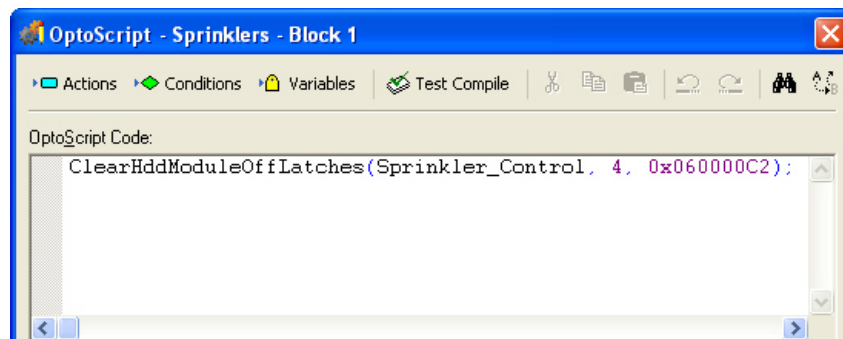 OptoScript - Sprinklers - Block 1
Actions Conditions Variables Test Compile
OptoScript Code:
ClearHddModuleOffLatches(Sprinkler_Control, 4, 0x060000C2);